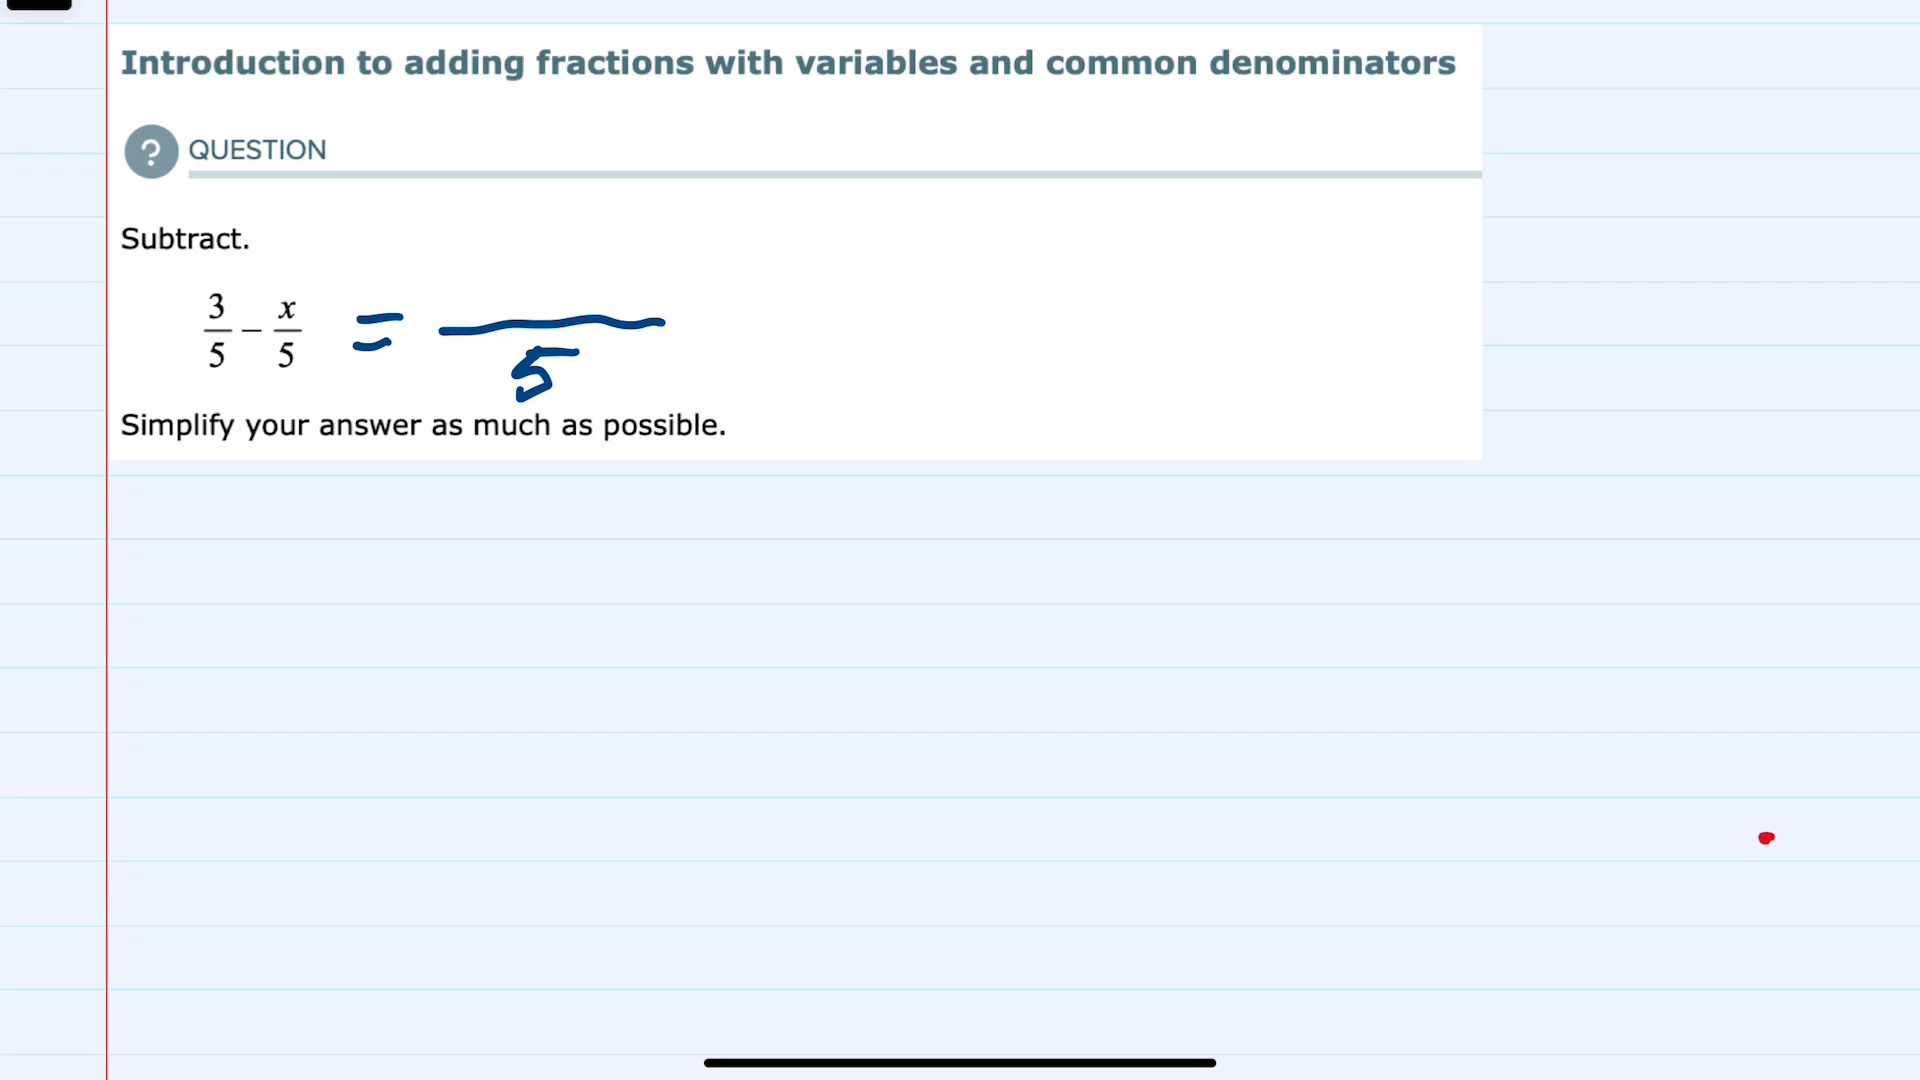 Introduction to adding fractions with variables and common denominators
? QUESTION
Subtract.
3/5 − x/5 = /5
Simplify your answer as much as possible.